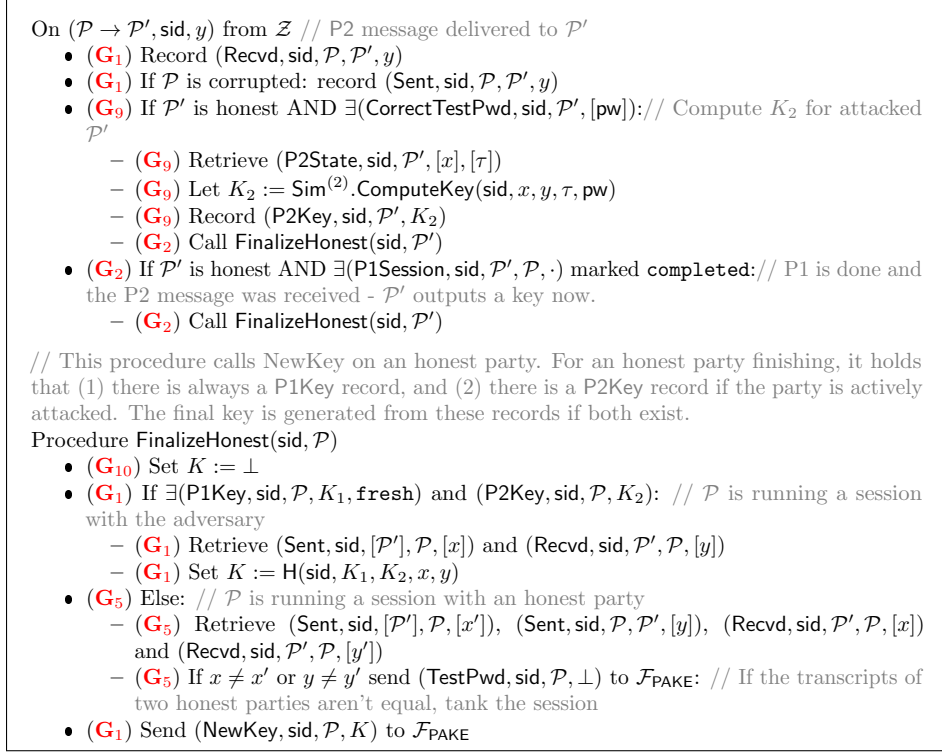 On (𝒫 → 𝒫′, sid, y) from 𝒵 // P2 message delivered to 𝒫′
• (G₁) Record (Recvd, sid, 𝒫, 𝒫′, y)
• (G₁) If 𝒫 is corrupted: record (Sent, sid, 𝒫, 𝒫′, y)
• (G₉) If 𝒫′ is honest AND ∃(CorrectTestPwd, sid, 𝒫′, [pw]):// Compute K₂ for attacked
𝒫′
– (G₉) Retrieve (P2State, sid, 𝒫′, [x], [τ])
– (G₉) Let K₂ := Sim⁽²⁾.ComputeKey(sid, x, y, τ, pw)
– (G₉) Record (P2Key, sid, 𝒫′, K₂)
– (G₂) Call FinalizeHonest(sid, 𝒫′)
• (G₂) If 𝒫′ is honest AND ∃(P1Session, sid, 𝒫′, 𝒫, ·) marked completed:// P1 is done and
the P2 message was received - 𝒫′ outputs a key now.
– (G₂) Call FinalizeHonest(sid, 𝒫′)
// This procedure calls NewKey on an honest party. For an honest party finishing, it holds
that (1) there is always a P1Key record, and (2) there is a P2Key record if the party is actively
attacked. The final key is generated from these records if both exist.
Procedure FinalizeHonest(sid, 𝒫)
• (G₁₀) Set K := ⊥
• (G₁) If ∃(P1Key, sid, 𝒫, K₁, fresh) and (P2Key, sid, 𝒫, K₂): // 𝒫 is running a session
with the adversary
– (G₁) Retrieve (Sent, sid, [𝒫′], 𝒫, [x]) and (Recvd, sid, 𝒫′, 𝒫, [y])
– (G₁) Set K := H(sid, K₁, K₂, x, y)
• (G₅) Else: // 𝒫 is running a session with an honest party
– (G₅) Retrieve (Sent, sid, [𝒫′], 𝒫, [x′]), (Sent, sid, 𝒫, 𝒫′, [y]), (Recvd, sid, 𝒫′, 𝒫, [x])
and (Recvd, sid, 𝒫′, 𝒫, [y′])
– (G₅) If x ≠ x′ or y ≠ y′ send (TestPwd, sid, 𝒫, ⊥) to ℱ_PAKE: // If the transcripts of
two honest parties aren't equal, tank the session
• (G₁) Send (NewKey, sid, 𝒫, K) to ℱ_PAKE